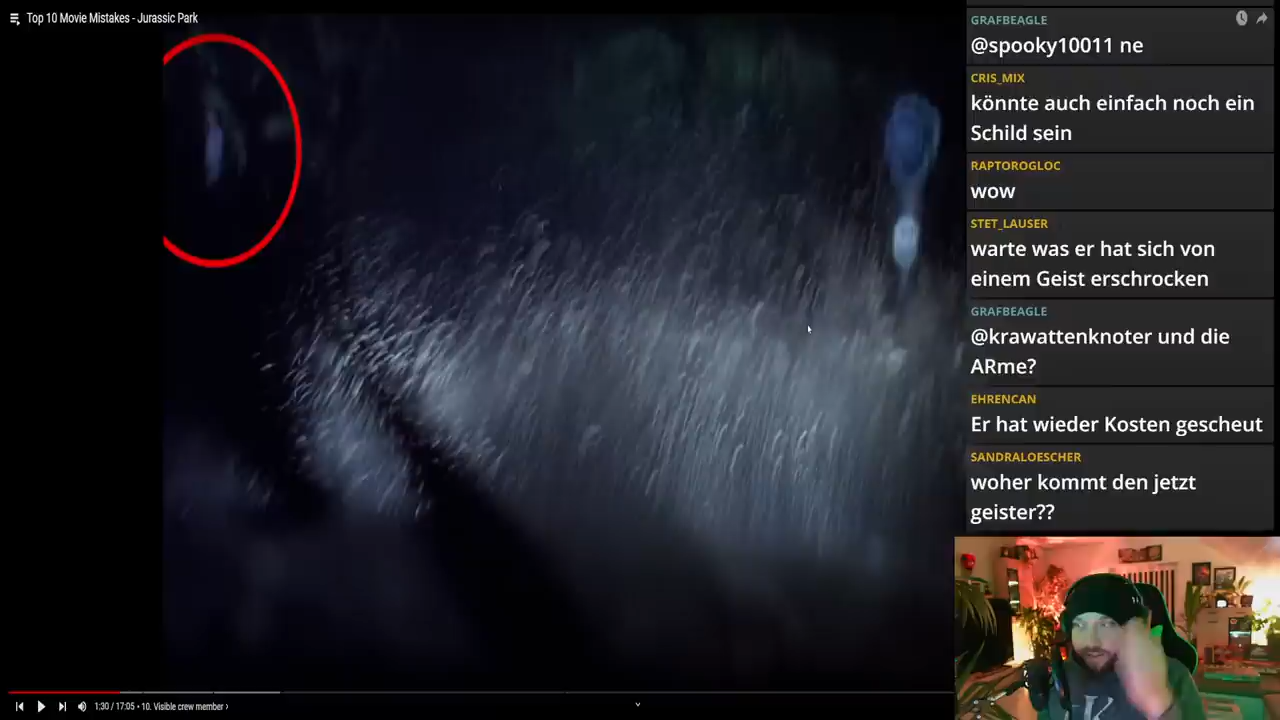 Top 10 Movie Mistakes - Jurassic Park
1:30 / 17:05 • 10. Visible crew member ›
GRAFBEAGLE
@spooky10011 ne
CRIS_MIX
könnte auch einfach noch ein
Schild sein
RAPTOROGLOC
wow
STET_LAUSER
warte was er hat sich von
einem Geist erschrocken
GRAFBEAGLE
@krawattenknoter und die
ARme?
EHRENCAN
Er hat wieder Kosten gescheut
SANDRALOESCHER
woher kommt den jetzt
geister??